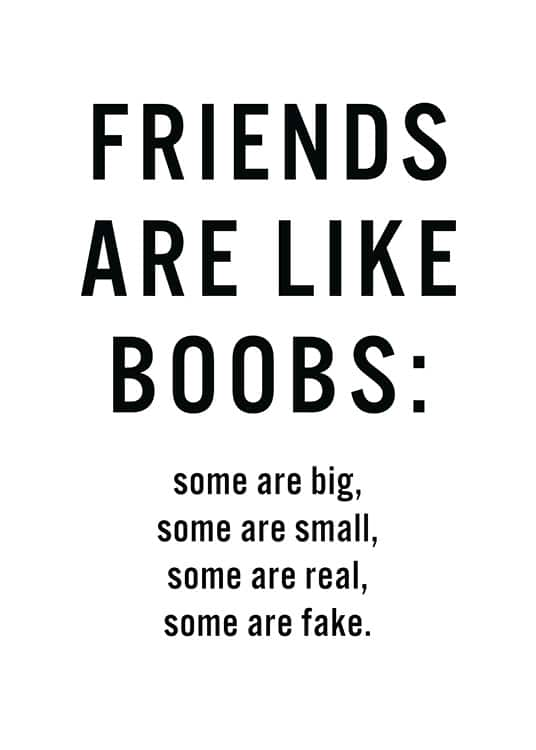 FRIENDS
ARE LIKE
BOOBS:
some are big,
some are small,
some are real,
some are fake.